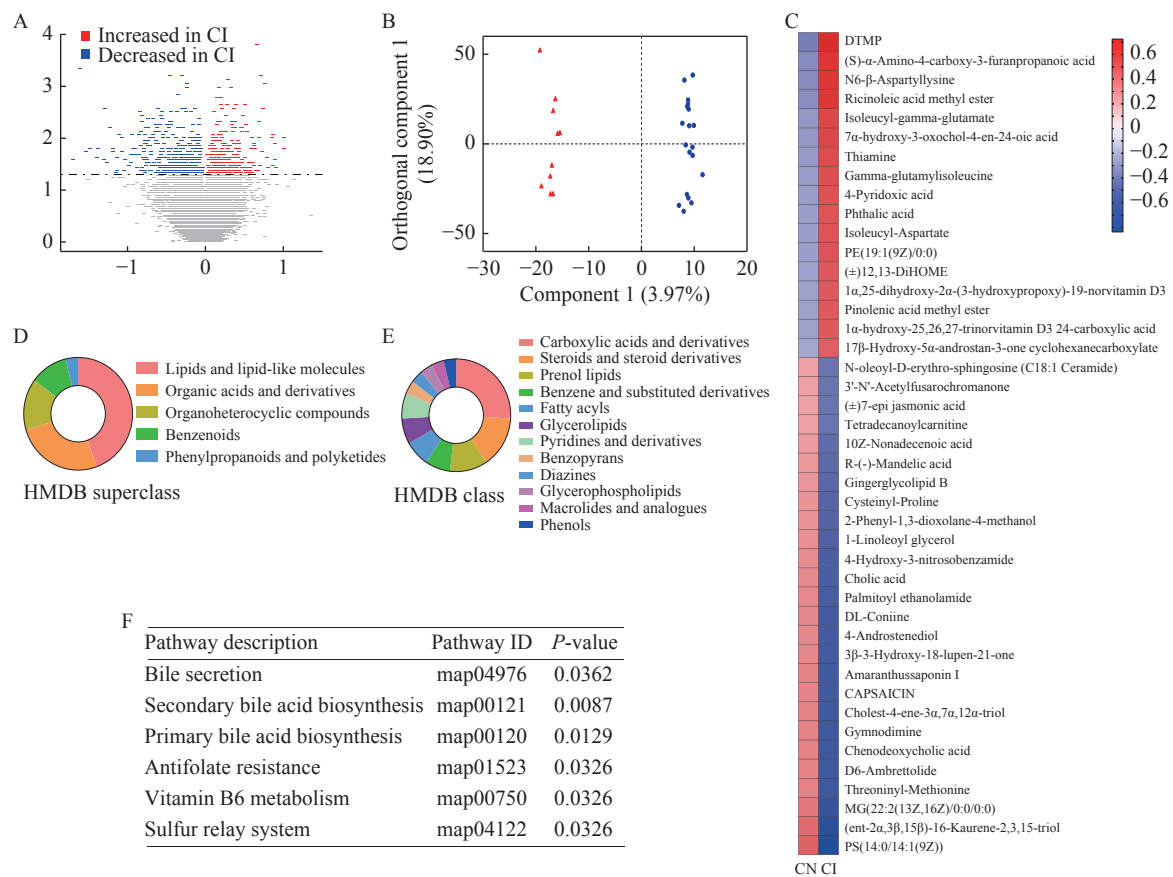 A
Increased in CI
Decreased in CI
4
3
2
1
0
−1
0
1
B
Orthogonal component 1
(18.90%)
50
0
−50
−30
−20
−10
0
10
20
Component 1 (3.97%)
C
DTMP
(S)-α-Amino-4-carboxy-3-furanpropanoic acid
N6-β-Aspartyllysine
Ricinoleic acid methyl ester
Isoleucyl-gamma-glutamate
7α-hydroxy-3-oxochol-4-en-24-oic acid
Thiamine
Gamma-glutamylisoleucine
4-Pyridoxic acid
Phthalic acid
Isoleucyl-Aspartate
PE(19:1(9Z)/0:0)
(±)12,13-DiHOME
1α,25-dihydroxy-2α-(3-hydroxypropoxy)-19-norvitamin D3
Pinolenic acid methyl ester
1α-hydroxy-25,26,27-trinorvitamin D3 24-carboxylic acid
17β-Hydroxy-5α-androstan-3-one cyclohexanecarboxylate
N-oleoyl-D-erythro-sphingosine (C18:1 Ceramide)
3'-N'-Acetylfusarochromanone
(±)7-epi jasmonic acid
Tetradecanoylcarnitine
10Z-Nonadecenoic acid
R-(-)-Mandelic acid
Gingerglycolipid B
Cysteinyl-Proline
2-Phenyl-1,3-dioxolane-4-methanol
1-Linoleoyl glycerol
4-Hydroxy-3-nitrosobenzamide
Cholic acid
Palmitoyl ethanolamide
DL-Coniine
4-Androstenediol
3β-3-Hydroxy-18-lupen-21-one
Amaranthussaponin I
CAPSAICIN
Cholest-4-ene-3α,7α,12α-triol
Gymnodimine
Chenodeoxycholic acid
D6-Ambrettolide
Threoninyl-Methionine
MG(22:2(13Z,16Z)/0:0/0:0)
(ent-2α,3β,15β)-16-Kaurene-2,3,15-triol
PS(14:0/14:1(9Z))
CN CI
0.6
0.4
0.2
0
−0.2
−0.4
−0.6
D
Lipids and lipid-like molecules
Organic acids and derivatives
Organoheterocyclic compounds
Benzenoids
Phenylpropanoids and polyketides
HMDB superclass
E
Carboxylic acids and derivatives
Steroids and steroid derivatives
Prenol lipids
Benzene and substituted derivatives
Fatty acyls
Glycerolipids
Pyridines and derivatives
Benzopyrans
Diazines
Glycerophospholipids
Macrolides and analogues
Phenols
HMDB class
F
Pathway description Pathway ID P-value
Bile secretion map04976 0.0362
Secondary bile acid biosynthesis map00121 0.0087
Primary bile acid biosynthesis map00120 0.0129
Antifolate resistance map01523 0.0326
Vitamin B6 metabolism map00750 0.0326
Sulfur relay system map04122 0.0326